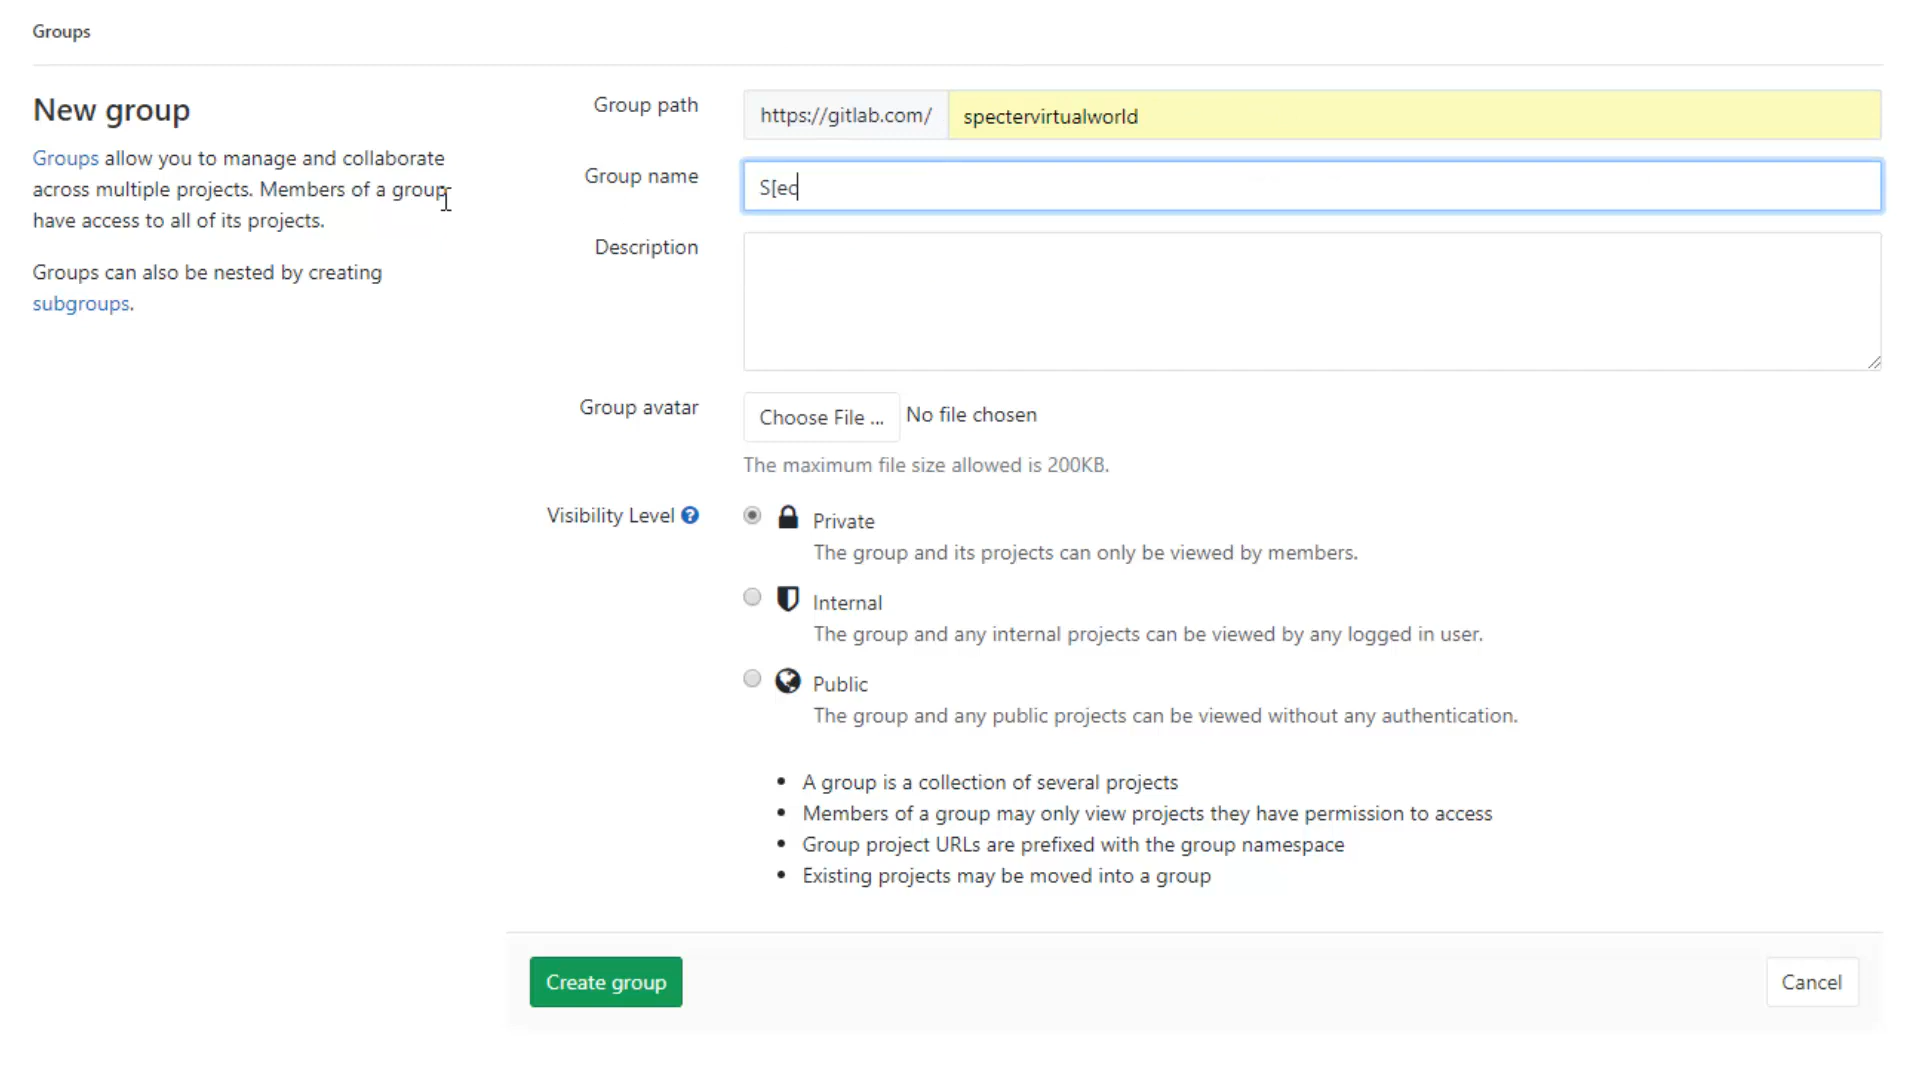 Groups
New group
Groups allow you to manage and collaborate
across multiple projects. Members of a group
have access to all of its projects.
Groups can also be nested by creating
subgroups.
Group path
https://gitlab.com/ spectervirtualworld
Group name
S[ec
Description
Group avatar
Choose File ... No file chosen
The maximum file size allowed is 200KB.
Visibility Level ?
Private
The group and its projects can only be viewed by members.
Internal
The group and any internal projects can be viewed by any logged in user.
Public
The group and any public projects can be viewed without any authentication.
• A group is a collection of several projects
• Members of a group may only view projects they have permission to access
• Group project URLs are prefixed with the group namespace
• Existing projects may be moved into a group
Create group
Cancel